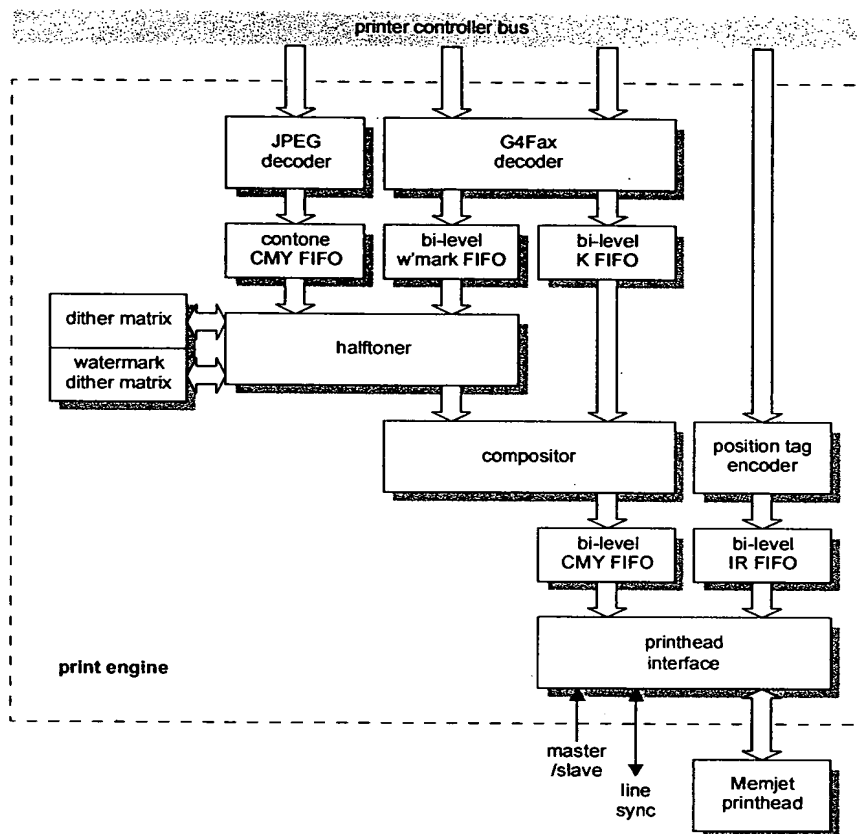 printer controller bus
JPEG
decoder
G4Fax
decoder
contone
CMY FIFO
bi-level
w'mark FIFO
bi-level
K FIFO
dither matrix
watermark
dither matrix
halftoner
compositor
position tag
encoder
bi-level
CMY FIFO
bi-level
IR FIFO
printhead
interface
print engine
master
/slave
line
sync
Memjet
printhead